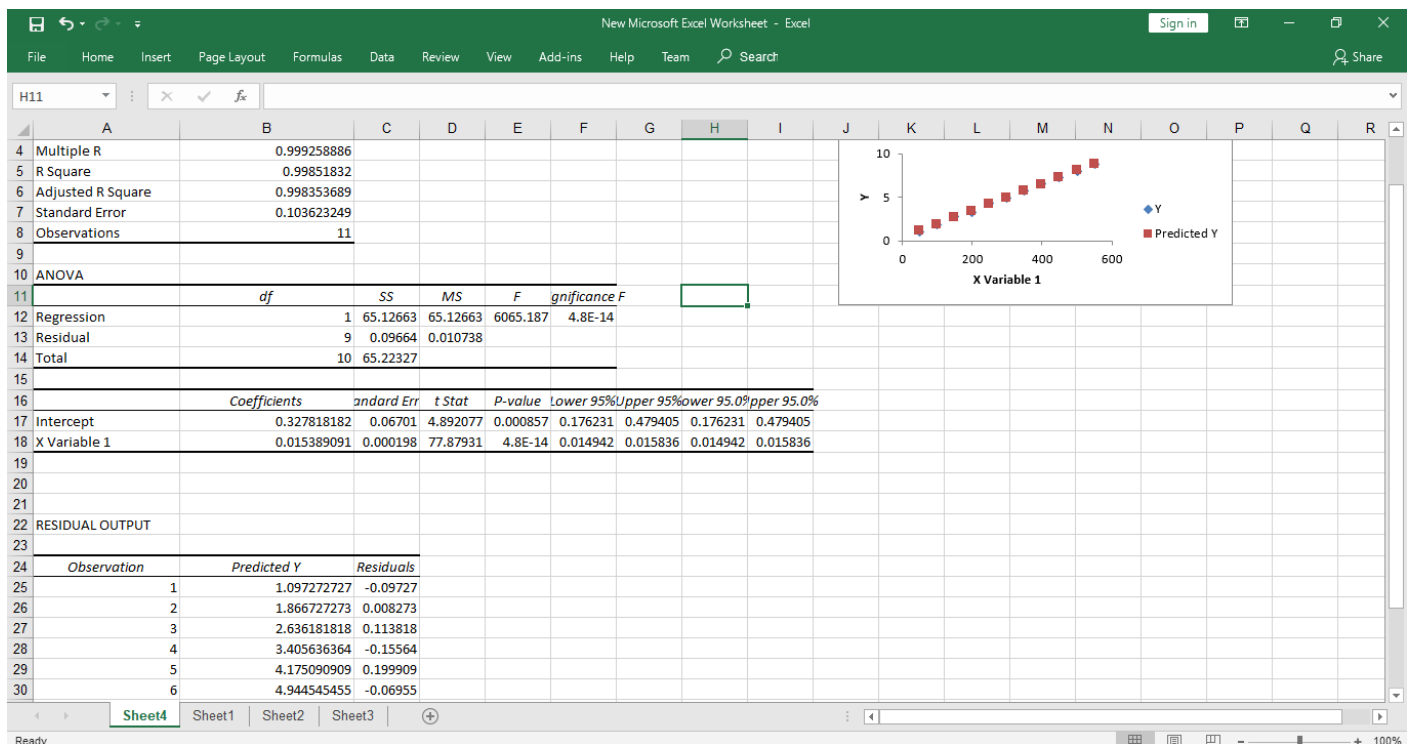 New Microsoft Excel Worksheet - Excel
Sign in
File Home Insert Page Layout Formulas Data Review View Add-ins Help Team Search Share
H11 fx
A B C D E F G H I J K L M N O P Q R
4 Multiple R 0.999258886
5 R Square 0.99851832
6 Adjusted R Square 0.998353689
7 Standard Error 0.103623249
8 Observations 11
9
10 ANOVA
11 df SS MS F gnificance F
12 Regression 1 65.12663 65.12663 6065.187 4.8E-14
13 Residual 9 0.09664 0.010738
14 Total 10 65.22327
15
16 Coefficients andard Err t Stat P-value Lower 95% Upper 95% ower 95.0% pper 95.0%
17 Intercept 0.327818182 0.06701 4.892077 0.000857 0.176231 0.479405 0.176231 0.479405
18 X Variable 1 0.015389091 0.000198 77.87931 4.8E-14 0.014942 0.015836 0.014942 0.015836
19
20
21
22 RESIDUAL OUTPUT
23
24 Observation Predicted Y Residuals
25 1 1.097272727 -0.09727
26 2 1.866727273 0.008273
27 3 2.636181818 0.113818
28 4 3.405636364 -0.15564
29 5 4.175090909 0.199909
30 6 4.944545455 -0.06955
10
5
0
Y
0 200 400 600
X Variable 1
Y
Predicted Y
Sheet4 Sheet1 Sheet2 Sheet3
Ready
100%